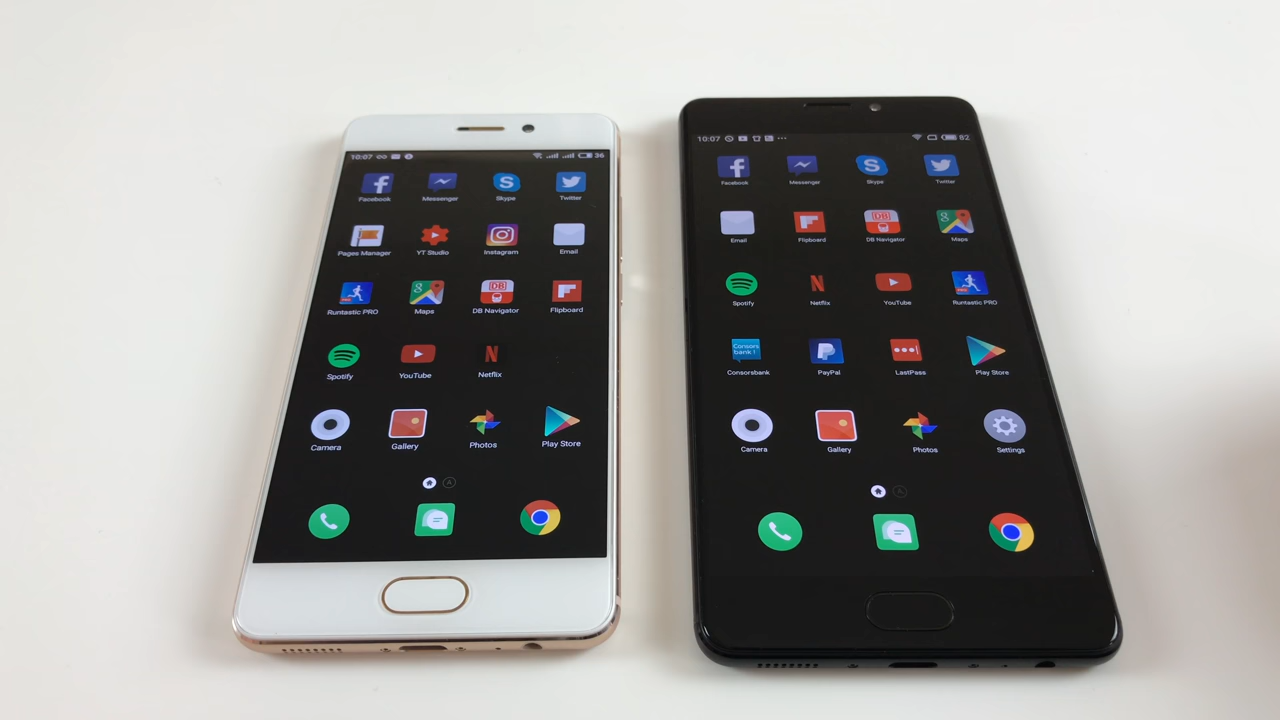 10:07 36
Facebook Messenger Skype Twitter
Pages Manager YT Studio Instagram Email
Runtastic PRO Maps DB Navigator Flipboard
Spotify YouTube Netflix
Camera Gallery Photos Play Store
A
10:07 82
Facebook Messenger Skype Twitter
Email Flipboard DB Navigator Maps
Spotify Netflix YouTube Runtastic PRO
Consors
bank !
Consorsbank PayPal LastPass Play Store
Camera Gallery Photos Settings
A